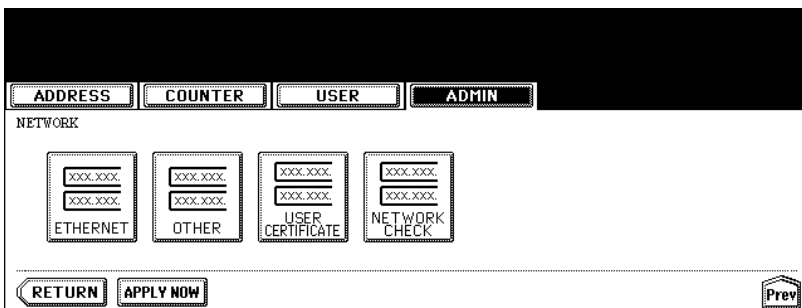 ADDRESS COUNTER USER ADMIN
NETWORK
XXX.XXX. XXX.XXX. XXX.XXX. XXX.XXX.
XXX.XXX. XXX.XXX. XXX.XXX. XXX.XXX.
ETHERNET OTHER USER CERTIFICATE NETWORK CHECK
RETURN APPLY NOW Prev